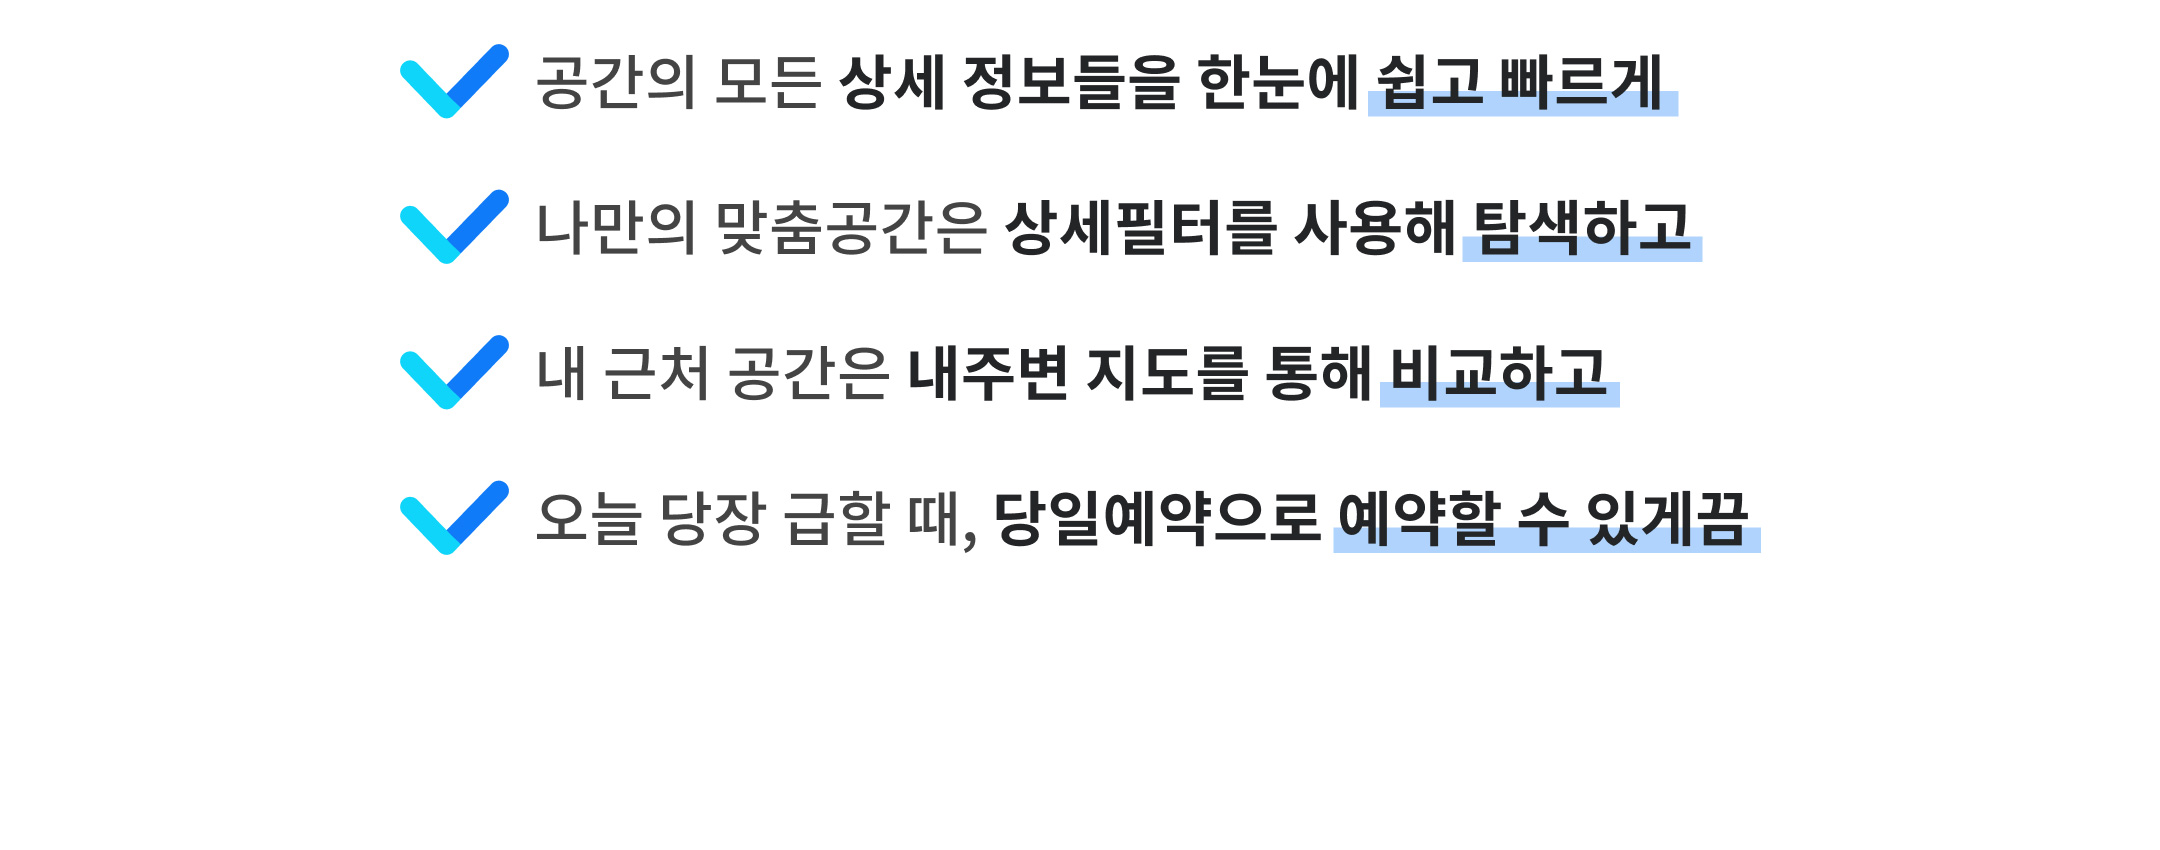 공간의 모든 상세 정보들을 한눈에 쉽고 빠르게
나만의 맞춤공간은 상세필터를 사용해 탐색하고
내 근처 공간은 내주변 지도를 통해 비교하고
오늘 당장 급할 때, 당일예약으로 예약할 수 있게끔